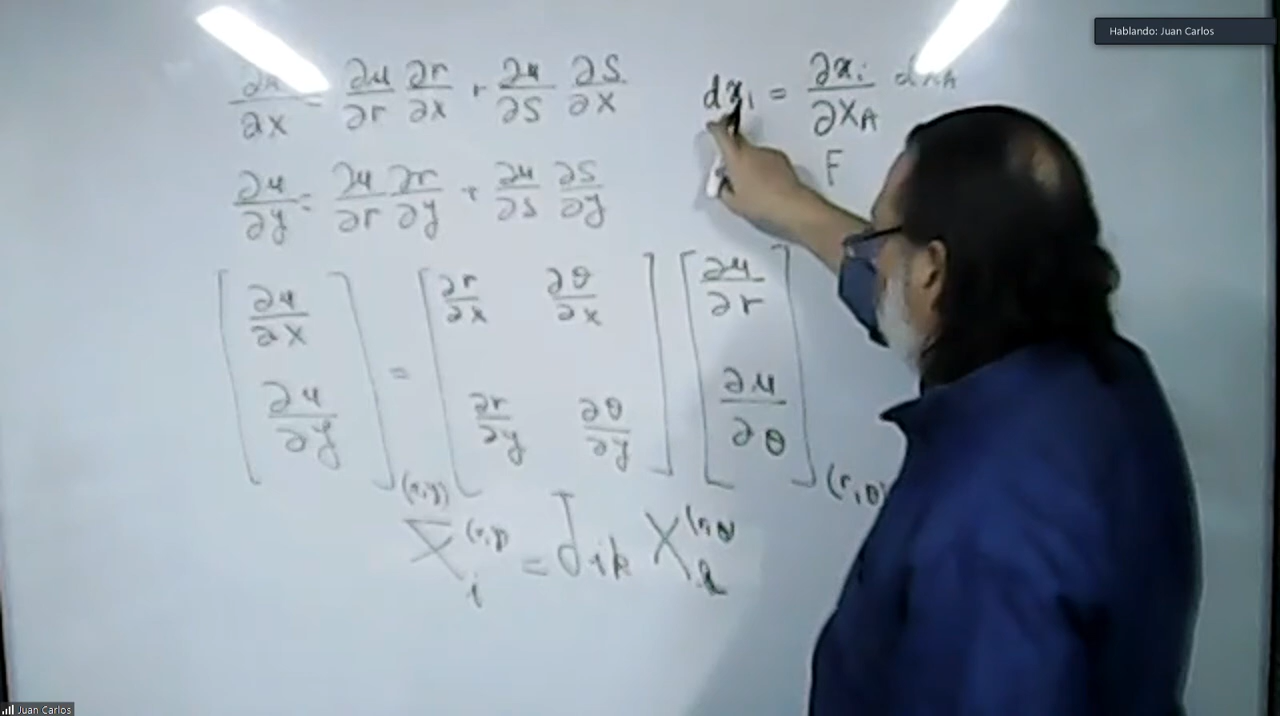 Hablando: Juan Carlos
∂u/∂x = ∂u/∂r ∂r/∂x + ∂u/∂s ∂s/∂x
dx_i = ∂x_i/∂X_A dX_A
F
∂u/∂y = ∂u/∂r ∂r/∂y + ∂u/∂s ∂s/∂y
[∂u/∂x ∂u/∂y]_(x,y) = [∂r/∂x ∂θ/∂x ∂r/∂y ∂θ/∂y] [∂u/∂r ∂u/∂θ]_(r,θ)
X_i^(x,y) = J_ik X_k^(r,θ)
Juan Carlos